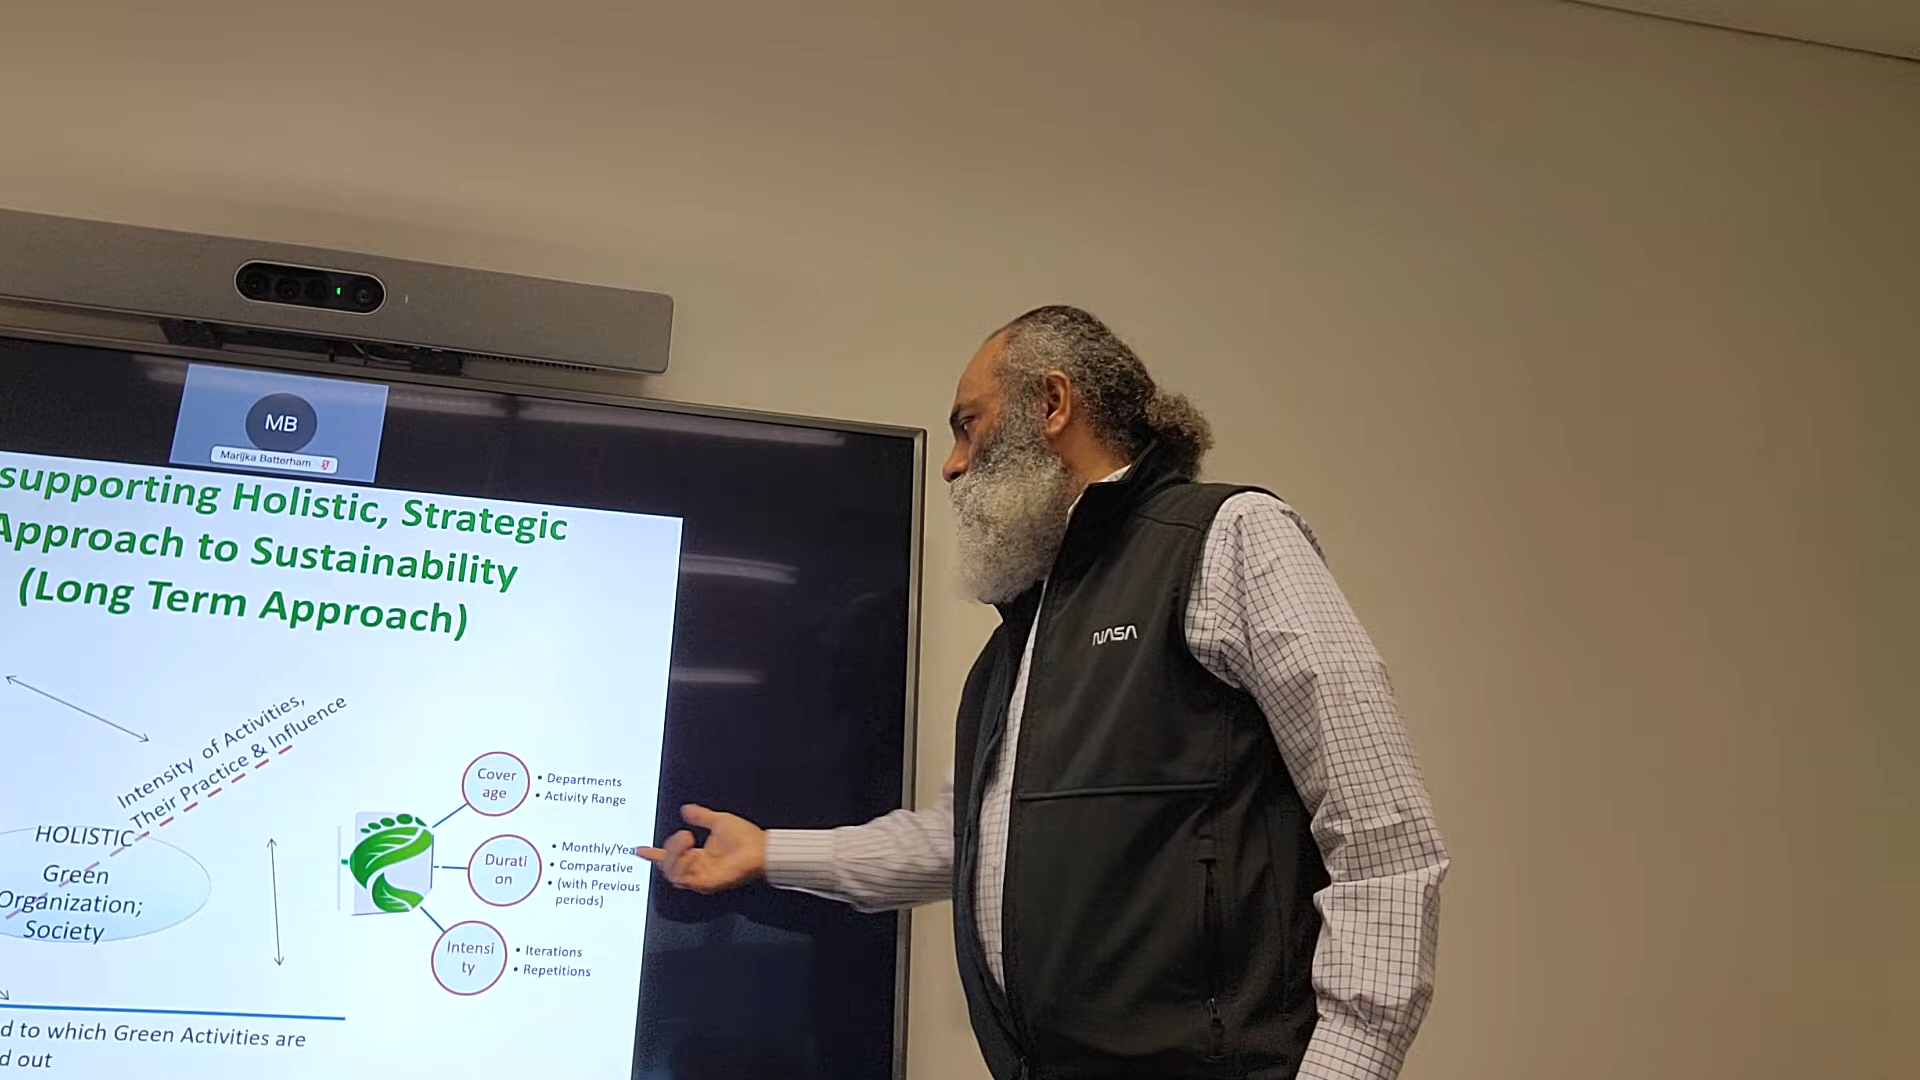 MB
Marijka Batterham
supporting Holistic, Strategic
Approach to Sustainability
(Long Term Approach)
NASA
Intensity of Activities,
Their Practice & Influence
HOLISTIC
Green
Organization;
Society
Cover
age
• Departments
• Activity Range
Durati
on
• Monthly/Yea
• Comparative
• (with Previous
periods)
Intensi
ty
• Iterations
• Repetitions
d to which Green Activities are
d out